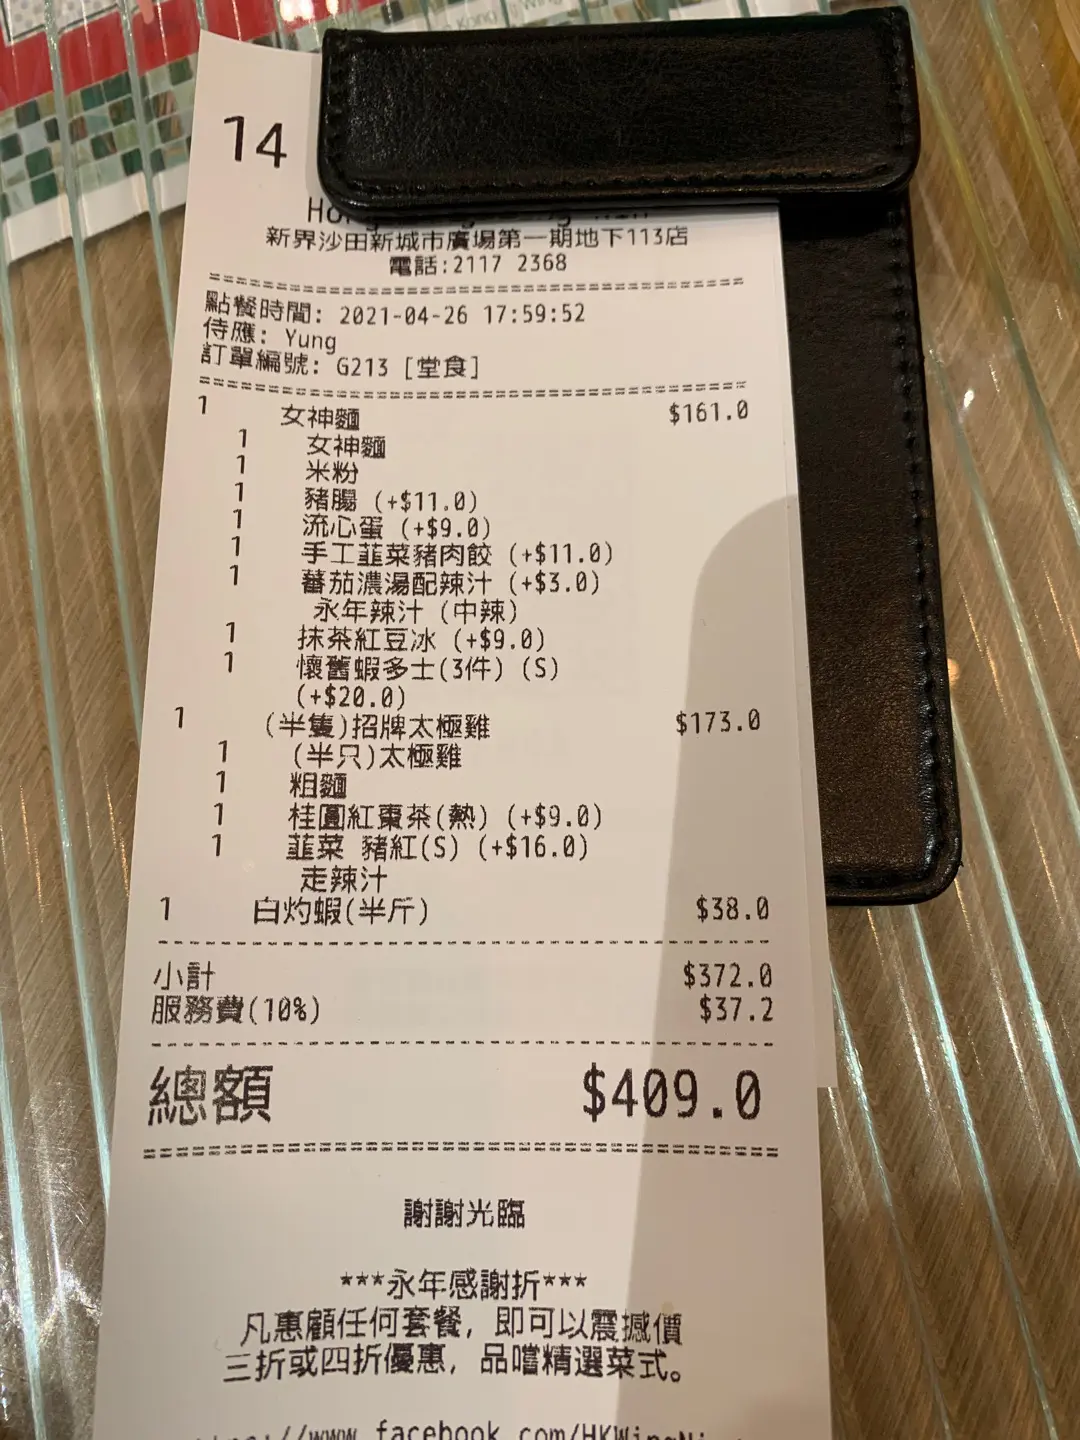 14
新界沙田新城市廣場第一期地下113店
電話:2117 2368
點餐時間: 2021-04-26 17:59:52
侍應: Yung
訂單編號: G213 [堂食]
1 女神麵 $161.0
1 女神麵
1 米粉
1 豬腸 (+$11.0)
1 流心蛋 (+$9.0)
1 手工韮菜豬肉餃 (+$11.0)
1 蕃茄濃湯配辣汁 (+$3.0)
永年辣汁 (中辣)
1 抹茶紅豆冰 (+$9.0)
1 懷舊蝦多士(3件) (S)
(+$20.0)
1 (半隻)招牌太極雞 $173.0
1 (半只)太極雞
1 粗麵
1 桂圓紅棗茶(熱) (+$9.0)
1 韮菜 豬紅(S) (+$16.0)
走辣汁
1 白灼蝦(半斤) $38.0
小計 $372.0
服務費(10%) $37.2
總額 $409.0
謝謝光臨
***永年感謝折***
凡惠顧任何套餐, 即可以震撼價
三折或四折優惠, 品嚐精選菜式。
www.facebook.com/HKWing